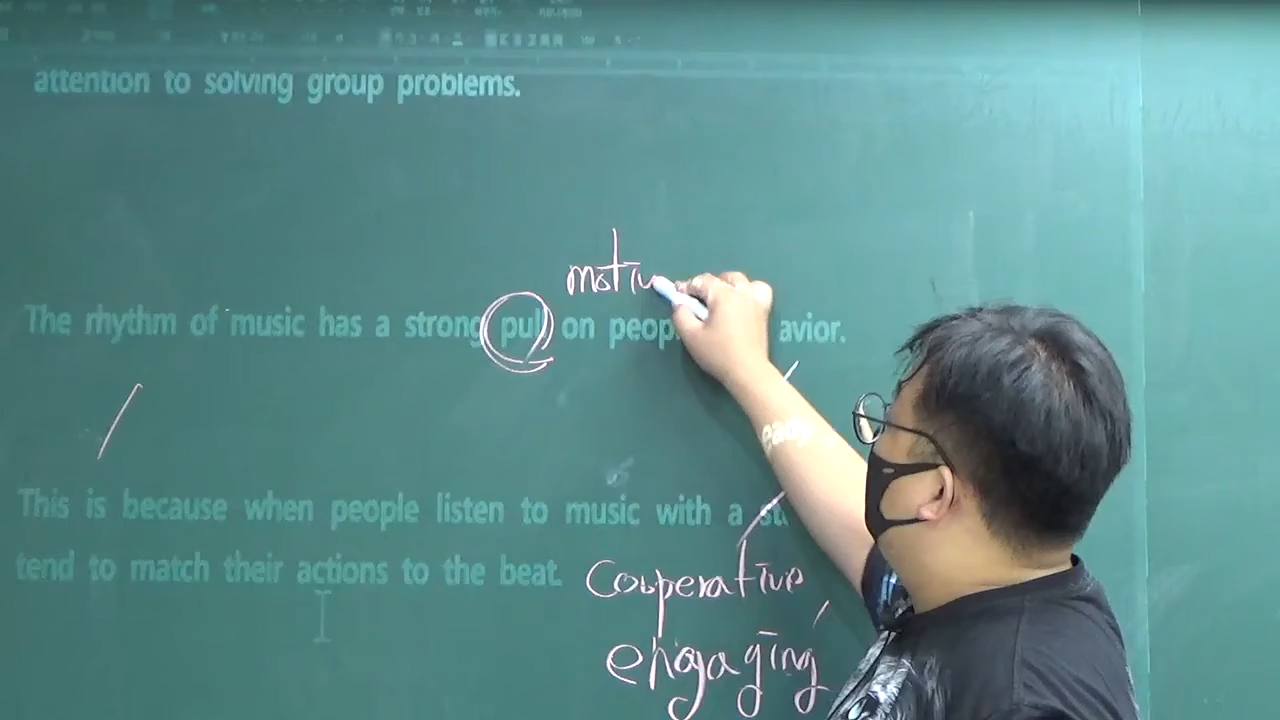 attention to solving group problems.
motiv
The rhythm of music has a strong pull on avior.
This is because when people listen to music with a
tend to match their actions to the beat.
cooperative
engaging